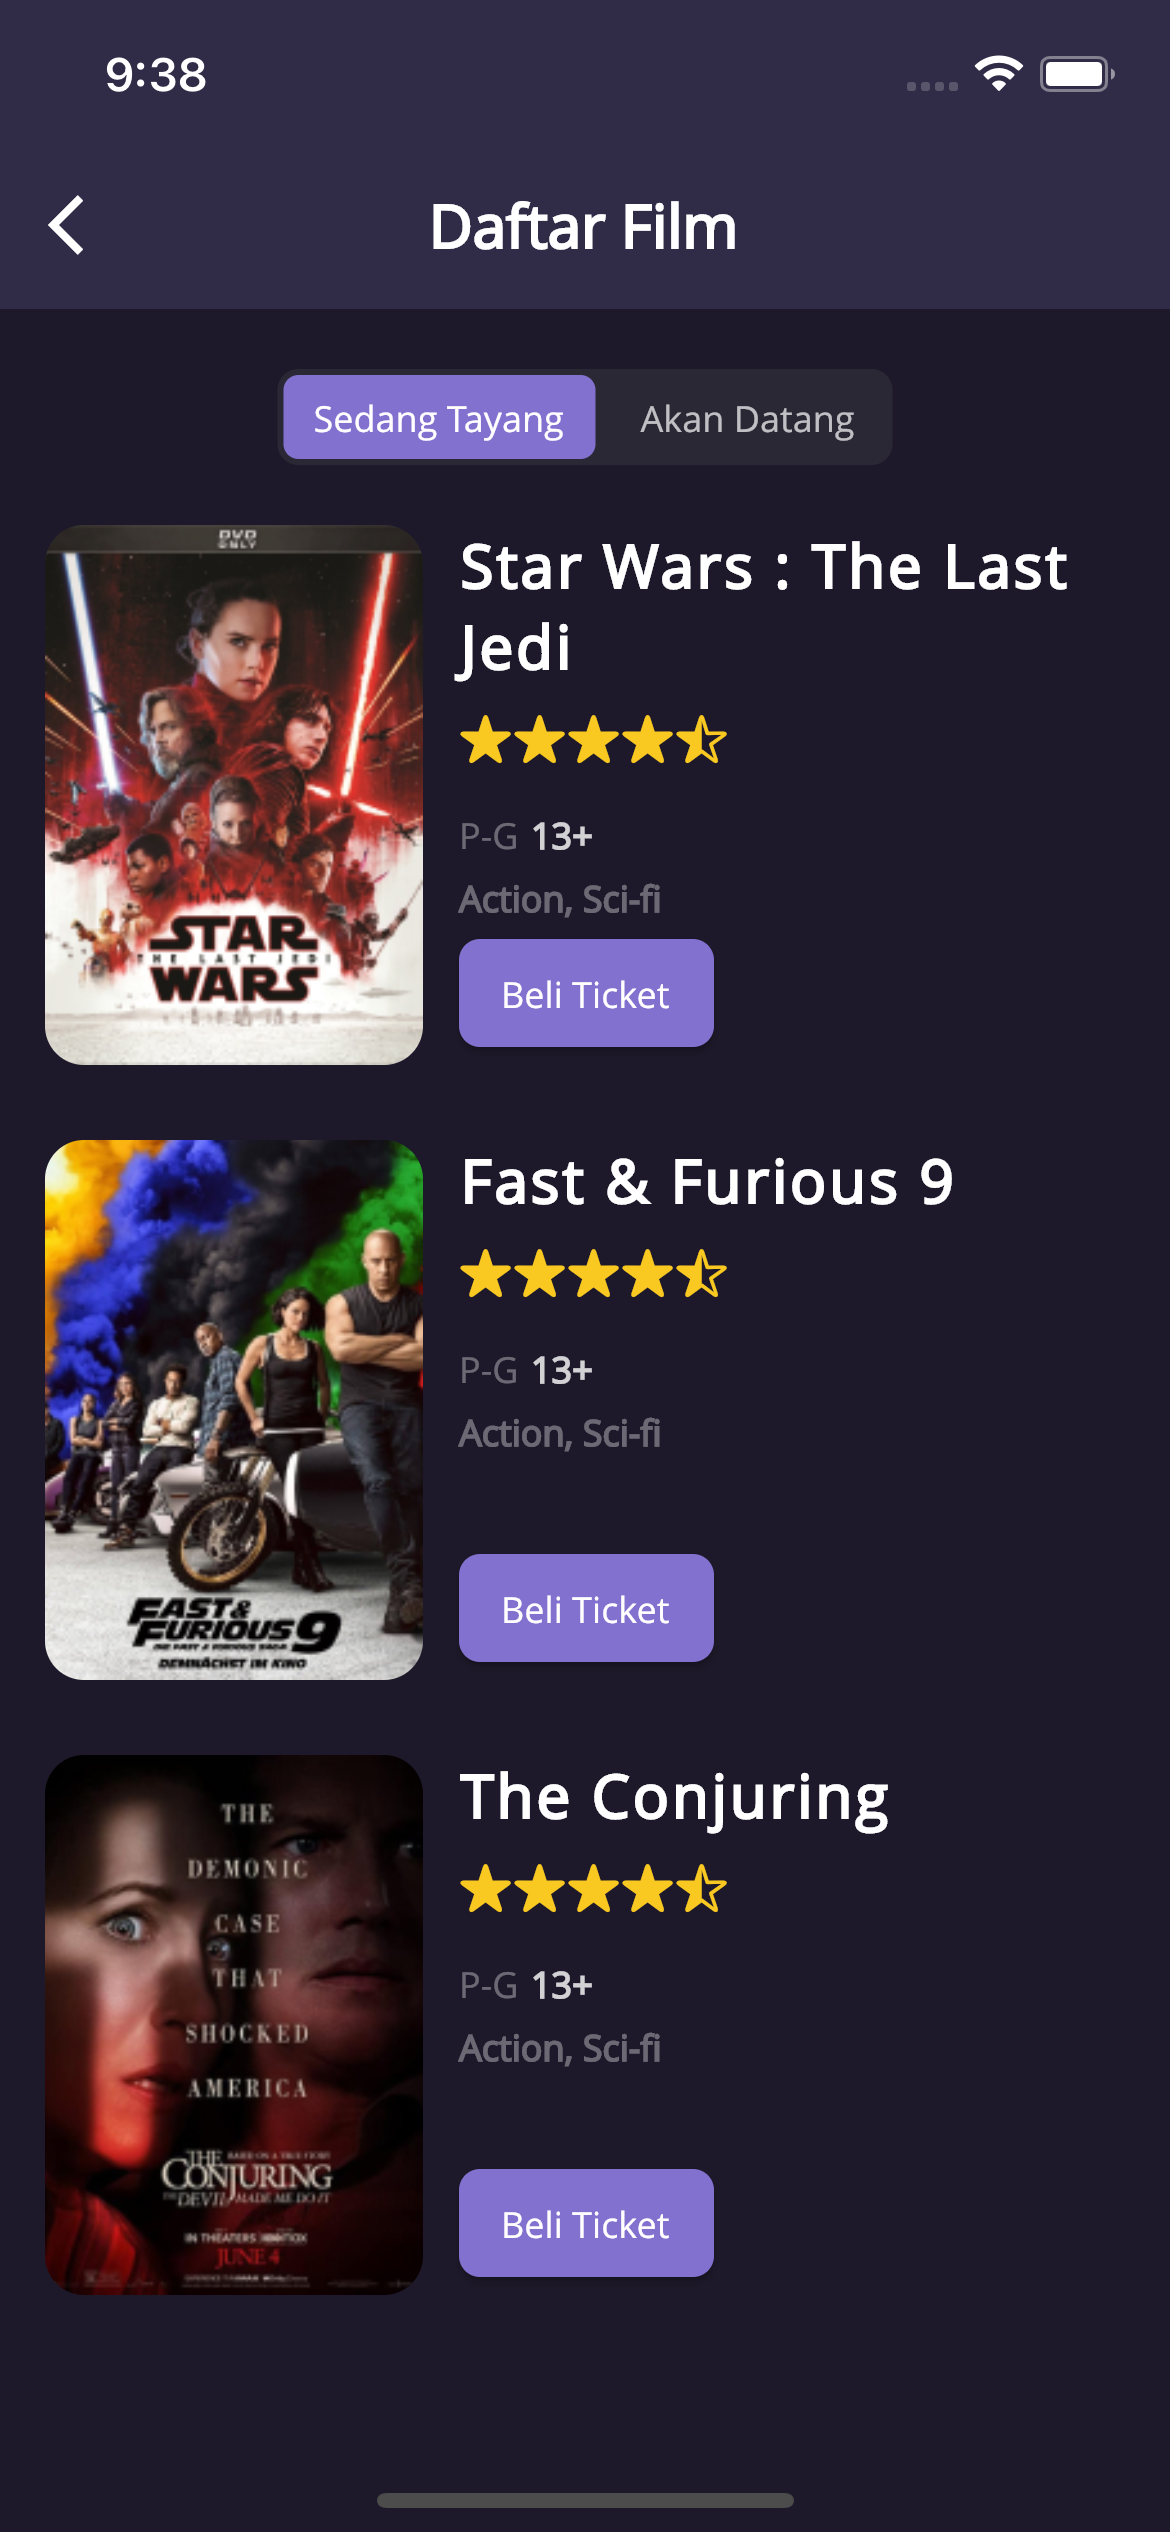 9:38
Daftar Film
Sedang Tayang
Akan Datang
DVD
ONLY
STAR
THE LAST JEDI
WARS
Star Wars : The Last
Jedi
P-G 13+
Action, Sci-fi
Beli Ticket
FAST&
FURIOUS 9
DEMNÄCHST IM KINO
Fast & Furious 9
P-G 13+
Action, Sci-fi
Beli Ticket
THE
DEMONIC
CASE
THAT
SHOCKED
AMERICA
THE
CONJURING
THE DEVIL MADE ME DO IT
IN THEATERS
JUNE 4
The Conjuring
P-G 13+
Action, Sci-fi
Beli Ticket